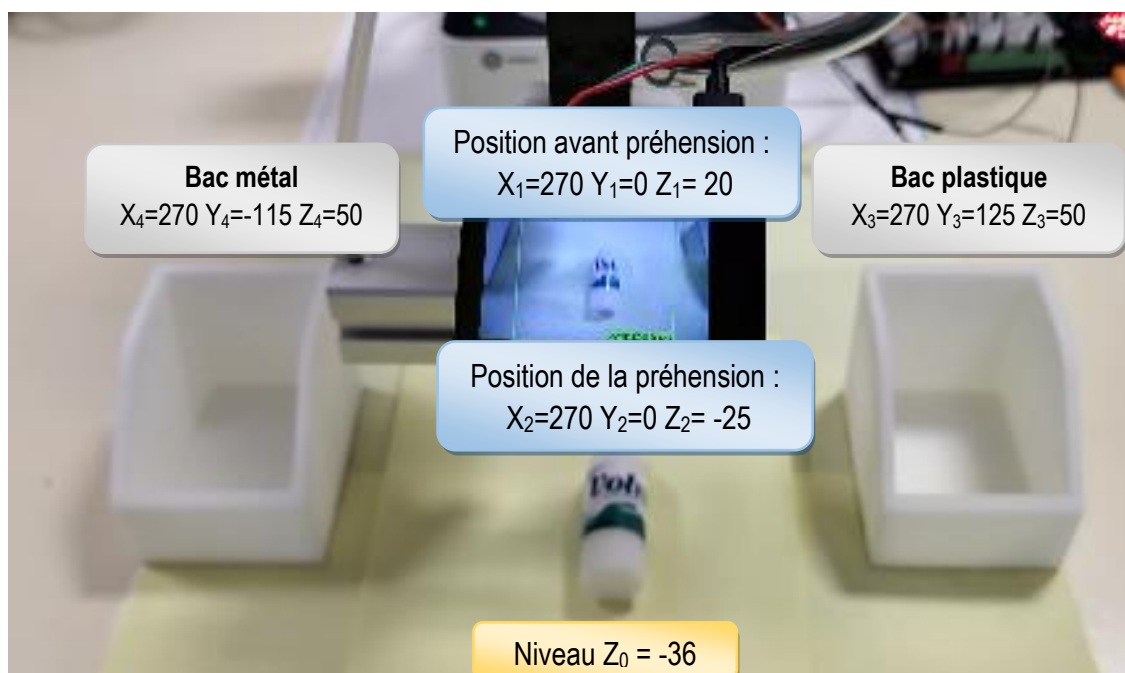 Position avant préhension :
X₁=270 Y₁=0 Z₁= 20
Bac métal
X₄=270 Y₄=-115 Z₄=50
Bac plastique
X₃=270 Y₃=125 Z₃=50
Position de la préhension :
X₂=270 Y₂=0 Z₂= -25
Niveau Z₀ = -36